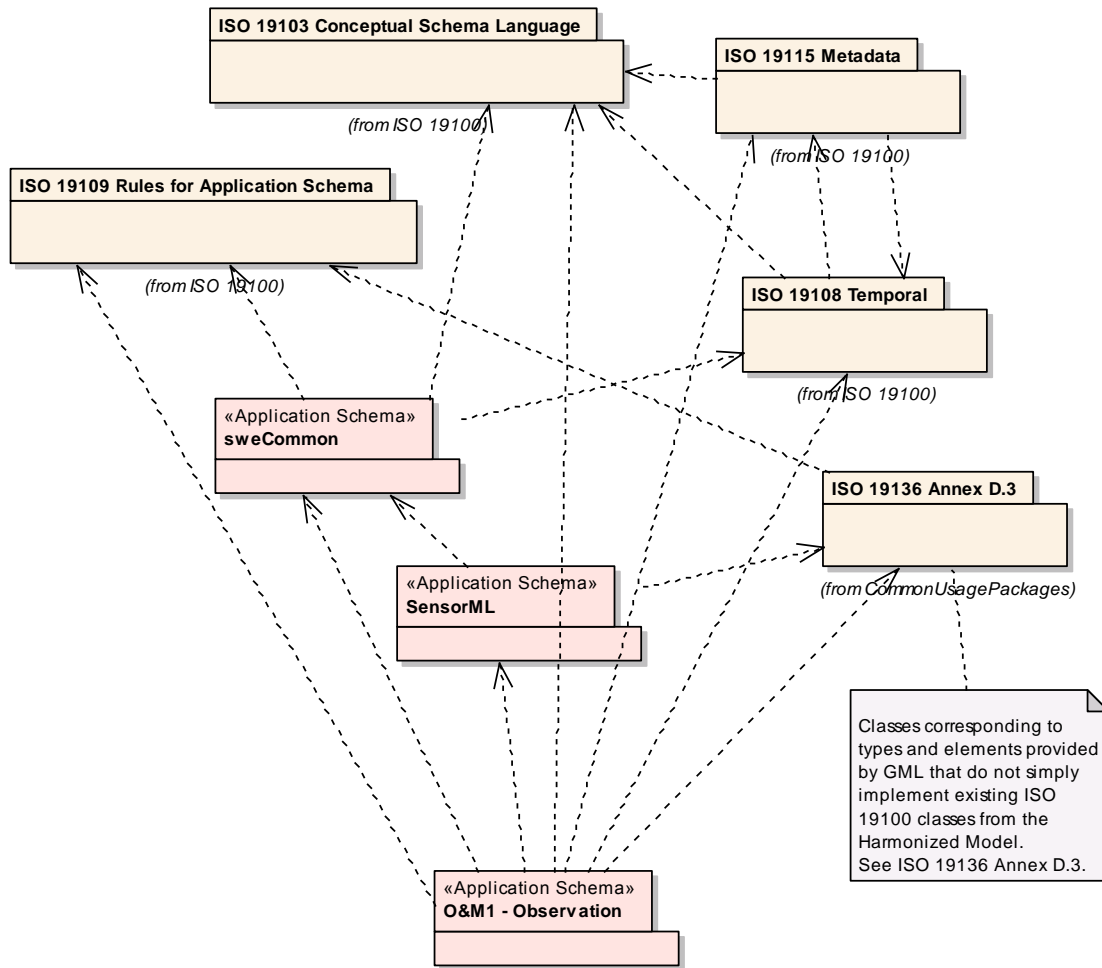 ISO 19103 Conceptual Schema Language
ISO 19115 Metadata
(from ISO 19100)
(from ISO 19100)
ISO 19109 Rules for Application Schema
(from ISO 19100)
ISO 19108 Temporal
(from ISO 19100)
«Application Schema»
sweCommon
ISO 19136 Annex D.3
(from CommonUsagePackages)
«Application Schema»
SensorML
Classes corresponding to
types and elements provided
by GML that do not simply
implement existing ISO
19100 classes from the
Harmonized Model.
See ISO 19136 Annex D.3.
«Application Schema»
O&M1 - Observation